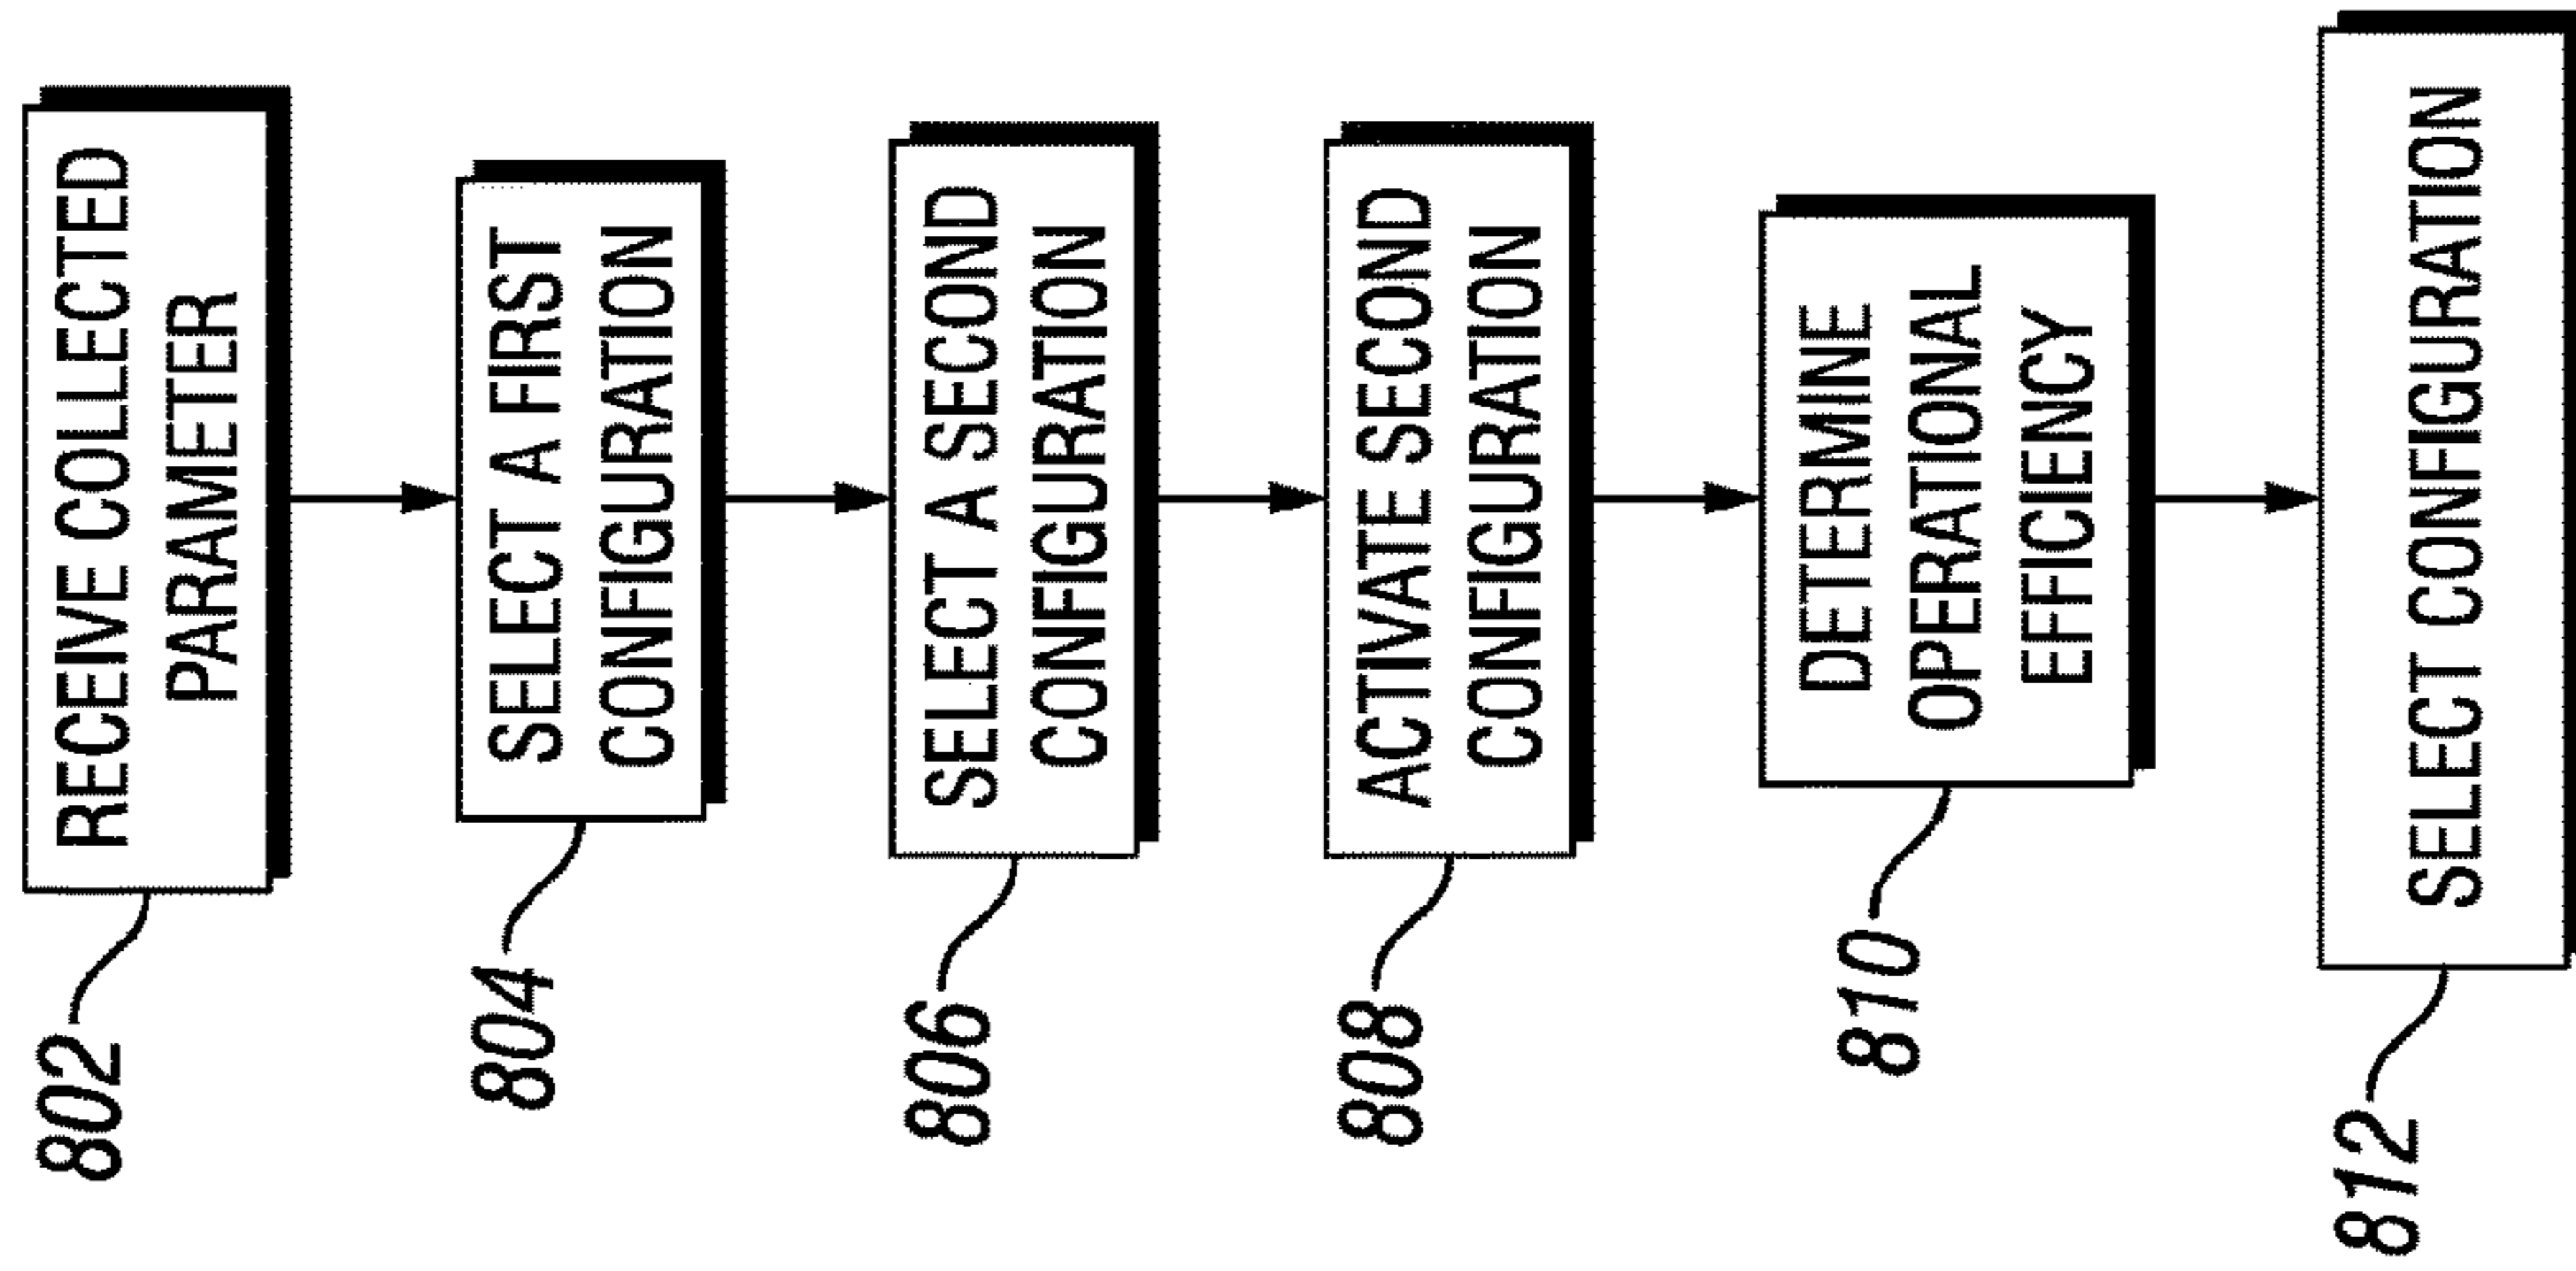 802
RECEIVE COLLECTED
PARAMETER
804
SELECT A FIRST
CONFIGURATION
806
SELECT A SECOND
CONFIGURATION
808
ACTIVATE SECOND
CONFIGURATION
810
DETERMINE
OPERATIONAL
EFFICIENCY
812
SELECT CONFIGURATION